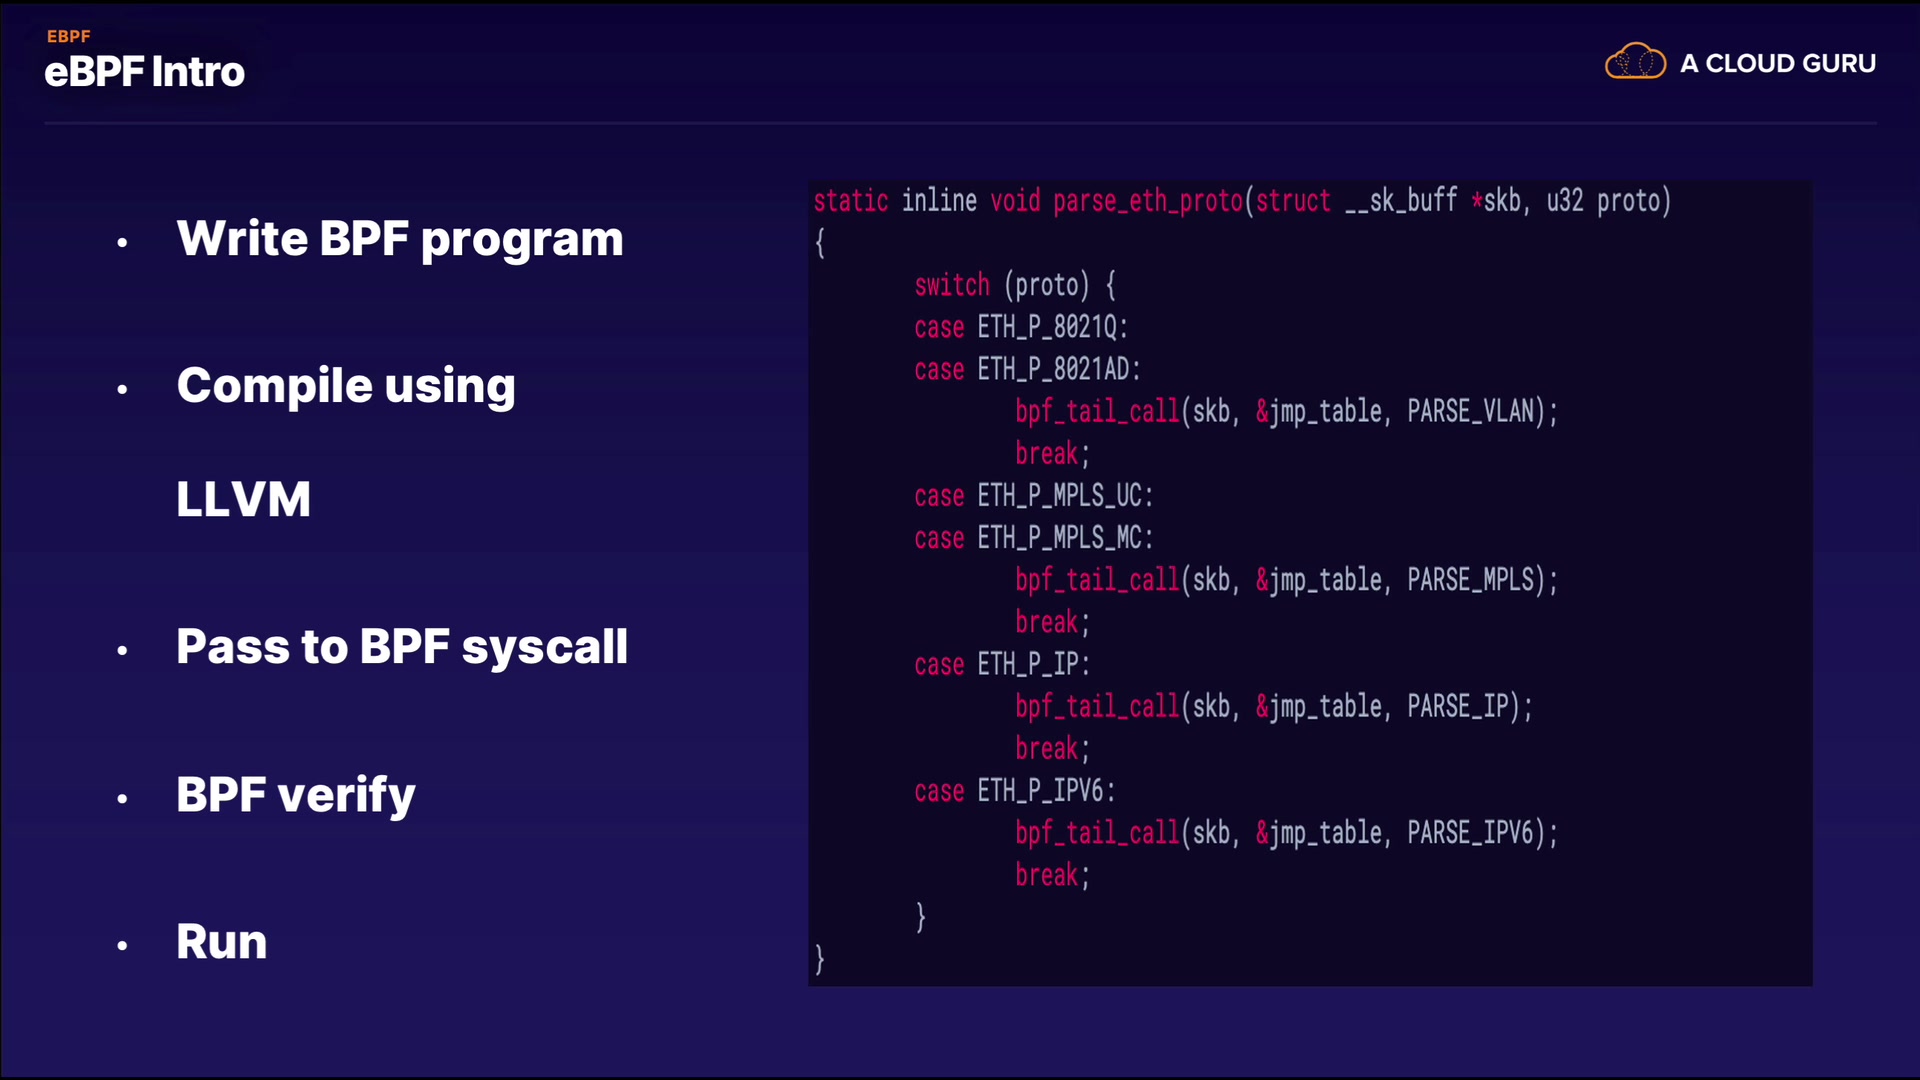 EBPF
eBPF Intro
A CLOUD GURU
• Write BPF program
• Compile using
LLVM
• Pass to BPF syscall
• BPF verify
• Run
static inline void parse_eth_proto(struct __sk_buff *skb, u32 proto)
{
switch (proto) {
case ETH_P_8021Q:
case ETH_P_8021AD:
bpf_tail_call(skb, &jmp_table, PARSE_VLAN);
break;
case ETH_P_MPLS_UC:
case ETH_P_MPLS_MC:
bpf_tail_call(skb, &jmp_table, PARSE_MPLS);
break;
case ETH_P_IP:
bpf_tail_call(skb, &jmp_table, PARSE_IP);
break;
case ETH_P_IPV6:
bpf_tail_call(skb, &jmp_table, PARSE_IPV6);
break;
}
}